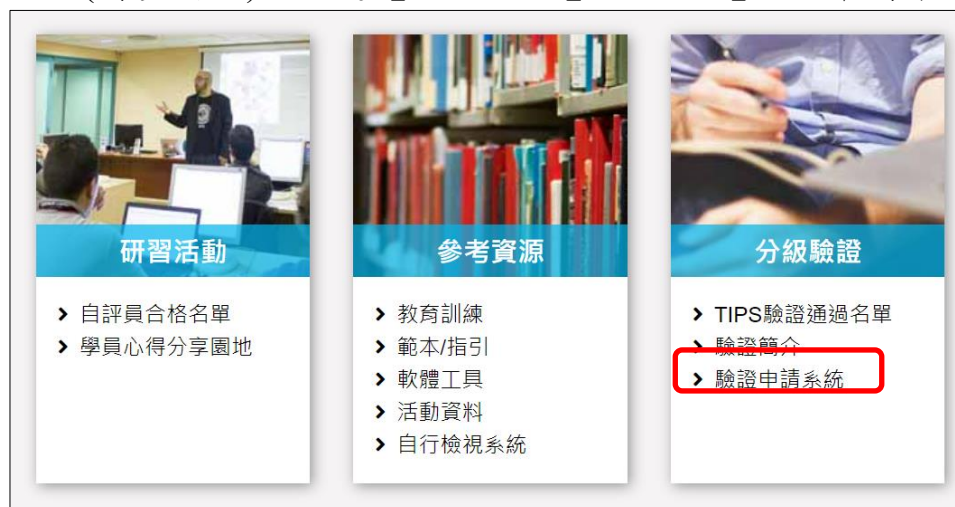 研習活動
自評員合格名單
學員心得分享園地
參考資源
教育訓練
範本/指引
軟體工具
活動資料
自行檢視系統
分級驗證
TIPS驗證通過名單
驗證簡介
驗證申請系統